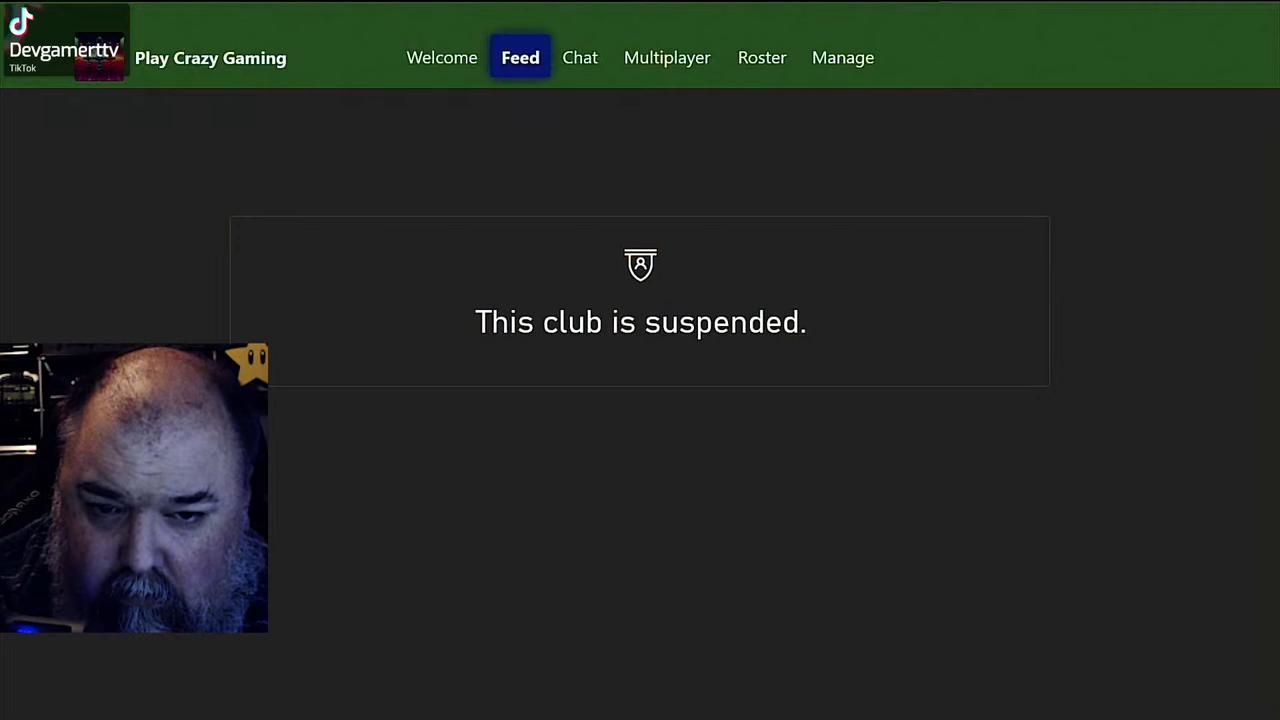 Devgamerttv
TikTok
Play Crazy Gaming
Welcome
Feed
Chat
Multiplayer
Roster
Manage
This club is suspended.